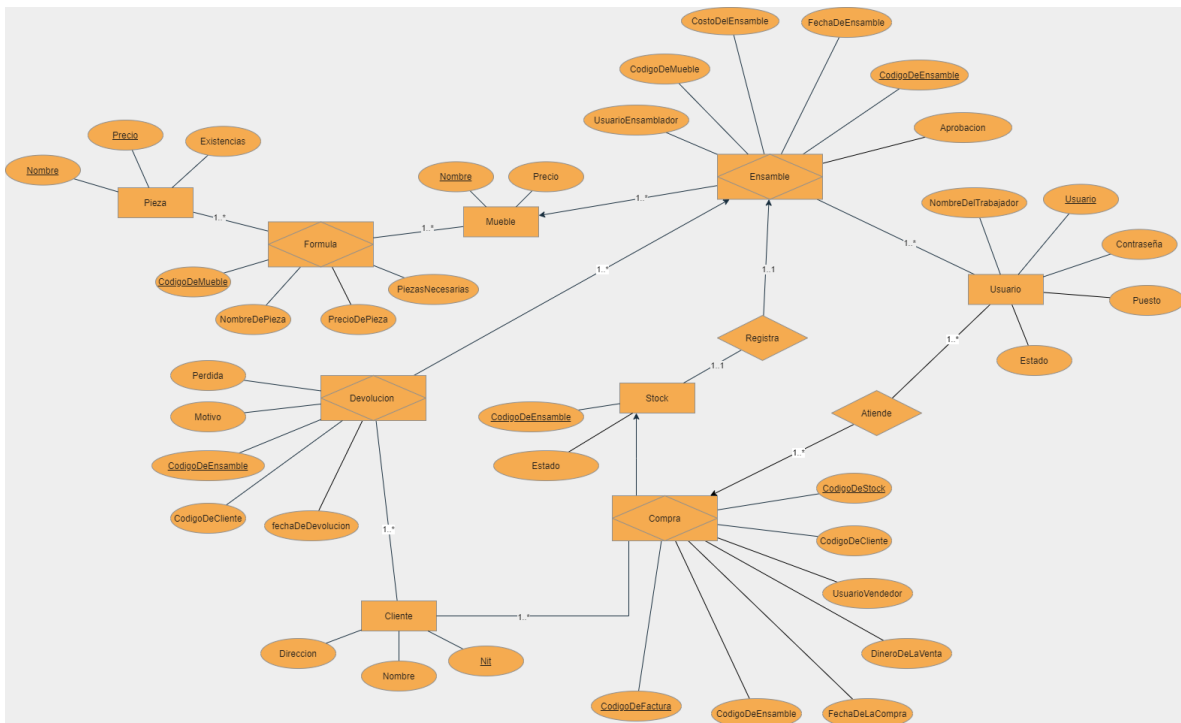 CostoDelEnsamble
FechaDeEnsamble
CodigoDeMueble
CodigoDeEnsamble
UsuarioEnsamblador
Aprobacion
Precio
Existencias
Nombre
Pieza
Nombre
Precio
Ensamble
NombreDelTrabajador
Usuario
1..*
1..*
Mueble
1..*
1..*
Formula
Contraseña
1..*
1..1
CodigoDeMueble
PiezasNecesarias
Usuario
Puesto
NombreDePieza
PrecioDePieza
Registra
1..*
Estado
Perdida
1..1
Devolucion
Stock
Motivo
CodigoDeEnsamble
Atiende
CodigoDeEnsamble
Estado
1..*
CodigoDeCliente
fechaDeDevolucion
CodigoDeStock
1..*
Compra
CodigoDeCliente
UsuarioVendedor
Cliente
1..*
Direccion
Nit
DineroDeLaVenta
Nombre
CodigoDeFactura
CodigoDeEnsamble
FechaDeLaCompra